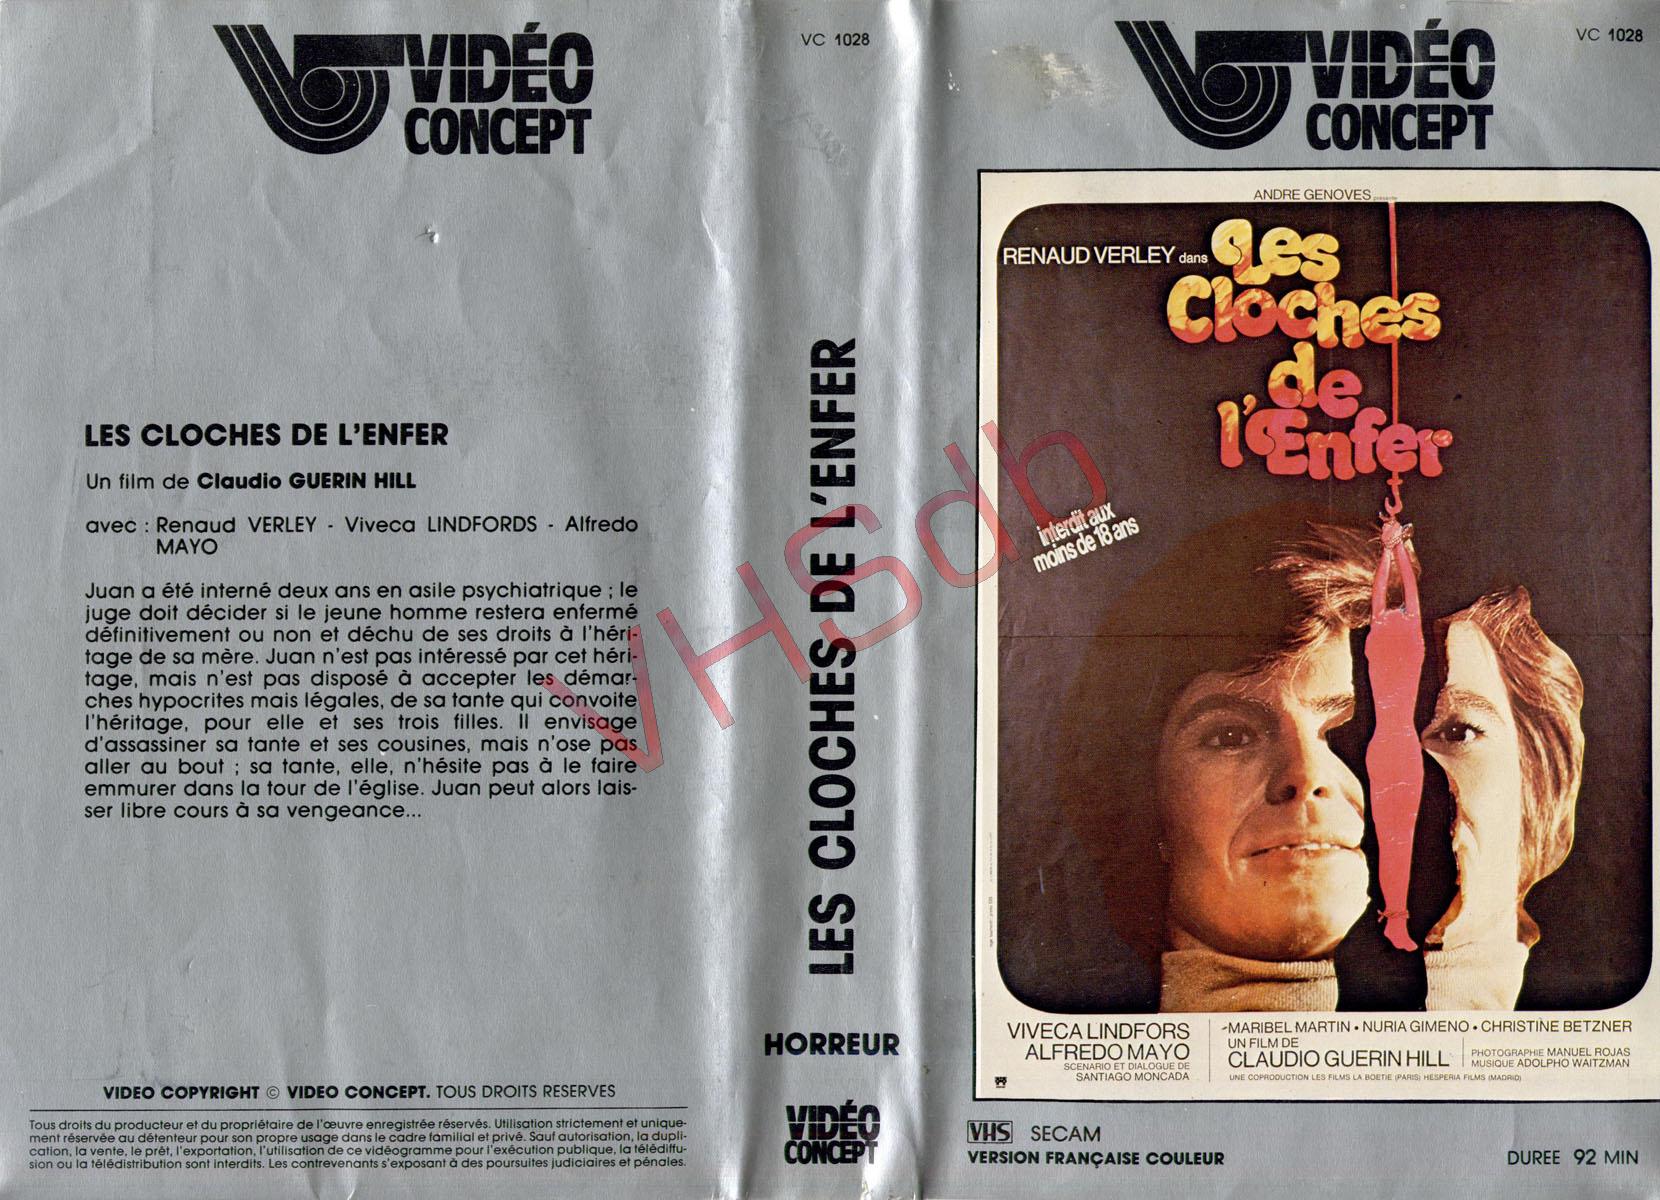 VIDÉO
CONCEPT
LES CLOCHES DE L'ENFER
Un film de Claudio GUERIN HILL
avec : Renaud VERLEY - Viveca LINDFORDS - Alfredo
MAYO
Juan a été interné deux ans en asile psychiatrique ; le
juge doit décider si le jeune homme restera enfermé
définitivement ou non et déchu de ses droits à l'héri-
tage de sa mère. Juan n'est pas intéressé par cet héri-
tage, mais n'est pas disposé à accepter les démar-
ches hypocrites mais légales, de sa tante qui convoite
l'héritage, pour elle et ses trois filles. Il envisage
d'assassiner sa tante et ses cousines, mais n'ose pas
aller au bout ; sa tante, elle, n'hésite pas à le faire
emmurer dans la tour de l'église. Juan peut alors lais-
ser libre cours à sa vengeance...
VIDEO COPYRIGHT © VIDEO CONCEPT. TOUS DROITS RESERVES
Tous droits du producteur et du propriétaire de l'œuvre enregistrée réservés. Utilisation strictement et unique-
ment réservée au détenteur pour son propre usage dans le cadre familial et privé. Sauf autorisation, la dupli-
cation, la vente, le prêt, l'exportation, l'utilisation de ce vidéogramme pour l'exécution publique, la télédiffu-
sion ou la télédistribution sont interdits. Les contrevenants s'exposant à des poursuites judiciaires et pénales.
VC 1028
LES CLOCHES DE L'ENFER
HORREUR
VIDÉO
CONCEPT
VHSdb
VIDÉO
CONCEPT
VC 1028
ANDRE GENOVES présente
RENAUD VERLEY dans
Les
Cloches
de
l'Enfer
interdit aux
moins de 18 ans
VIVECA LINDFORS
ALFREDO MAYO
SCENARIO ET DIALOGUE DE
SANTIAGO MONCADA
MARIBEL MARTIN • NURIA GIMENO • CHRISTINE BETZNER
UN FILM DE
CLAUDIO GUERIN HILL
PHOTOGRAPHIE MANUEL ROJAS
MUSIQUE ADOLPHO WAITZMAN
UNE COPRODUCTION LES FILMS LA BOETIE (PARIS) HESPERIA FILMS (MADRID)
VHS SECAM
VERSION FRANÇAISE COULEUR
DUREE 92 MIN